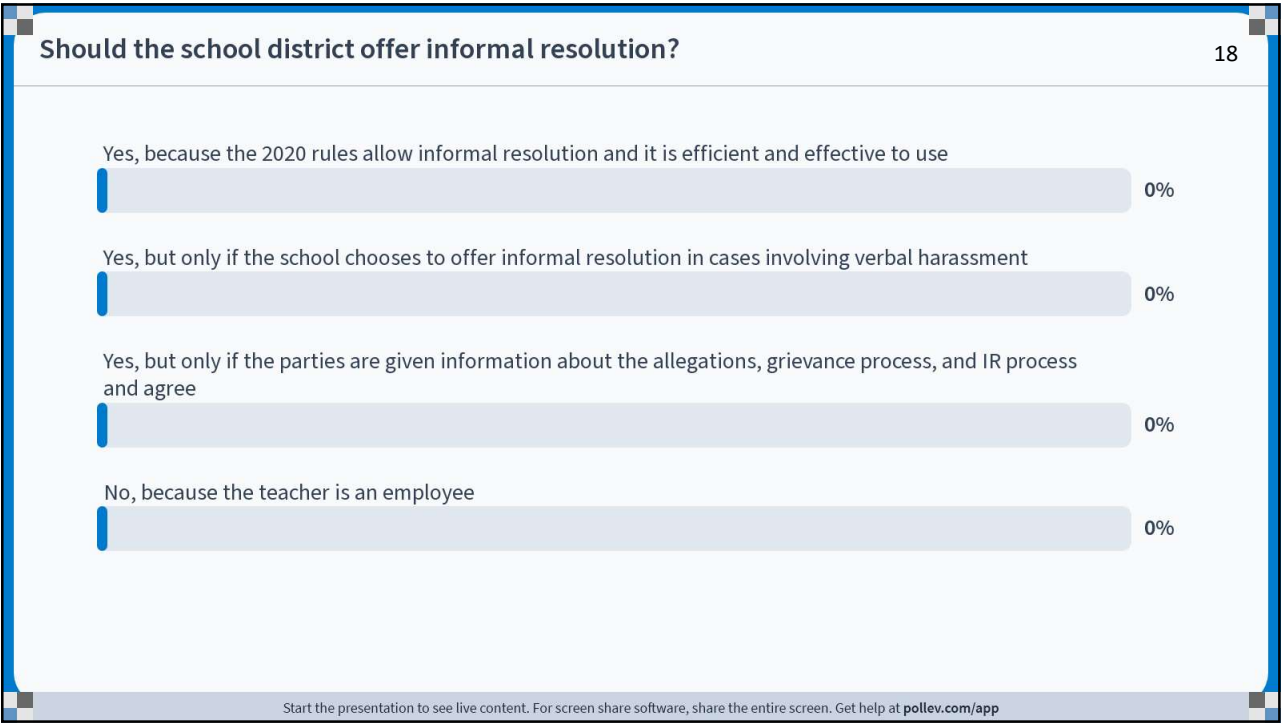 Should the school district offer informal resolution?
18
Yes, because the 2020 rules allow informal resolution and it is efficient and effective to use
0%
Yes, but only if the school chooses to offer informal resolution in cases involving verbal harassment
0%
Yes, but only if the parties are given information about the allegations, grievance process, and IR process
and agree
0%
No, because the teacher is an employee
0%
Start the presentation to see live content. For screen share software, share the entire screen. Get help at pollev.com/app